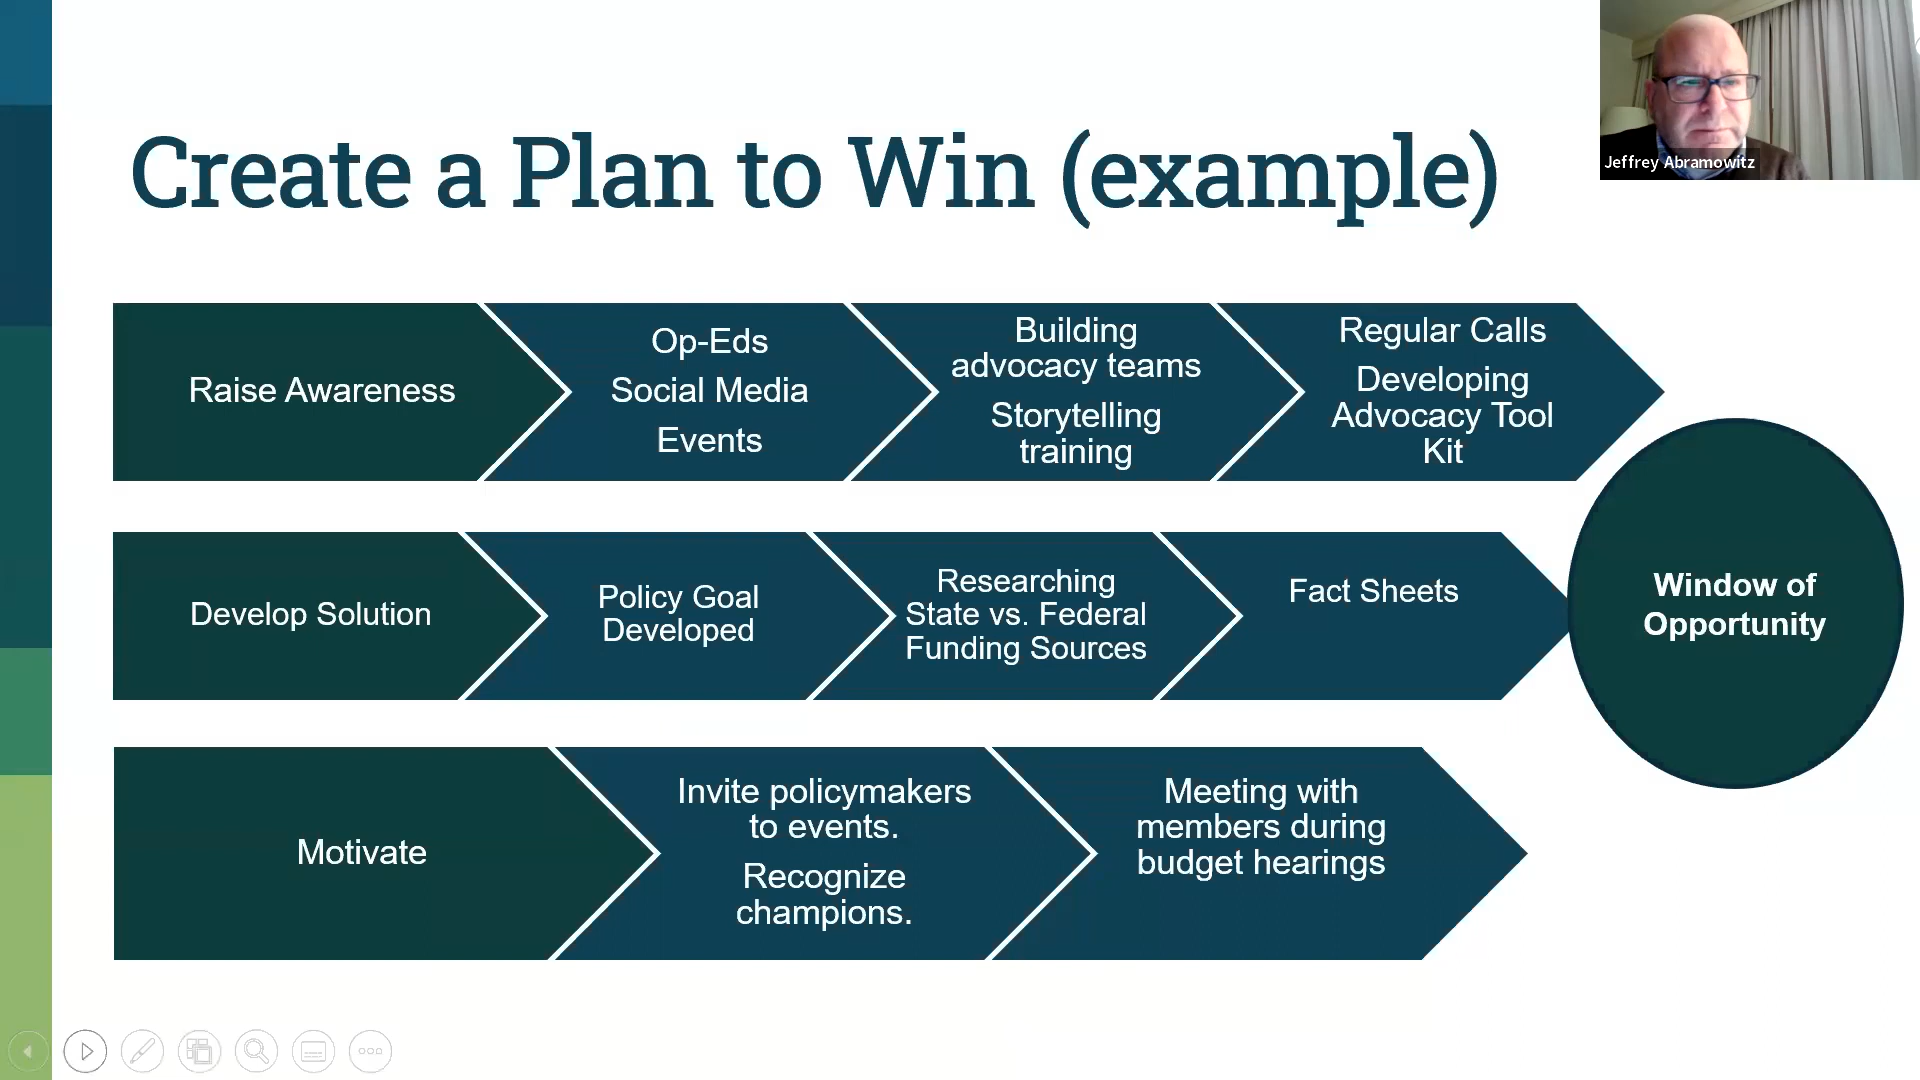 Create a Plan to Win (example)
Jeffrey Abramowitz
Raise Awareness
Op-Eds
Social Media
Events
Building
advocacy teams
Storytelling
training
Regular Calls
Developing
Advocacy Tool
Kit
Develop Solution
Policy Goal
Developed
Researching
State vs. Federal
Funding Sources
Fact Sheets
Window of
Opportunity
Motivate
Invite policymakers
to events.
Recognize
champions.
Meeting with
members during
budget hearings